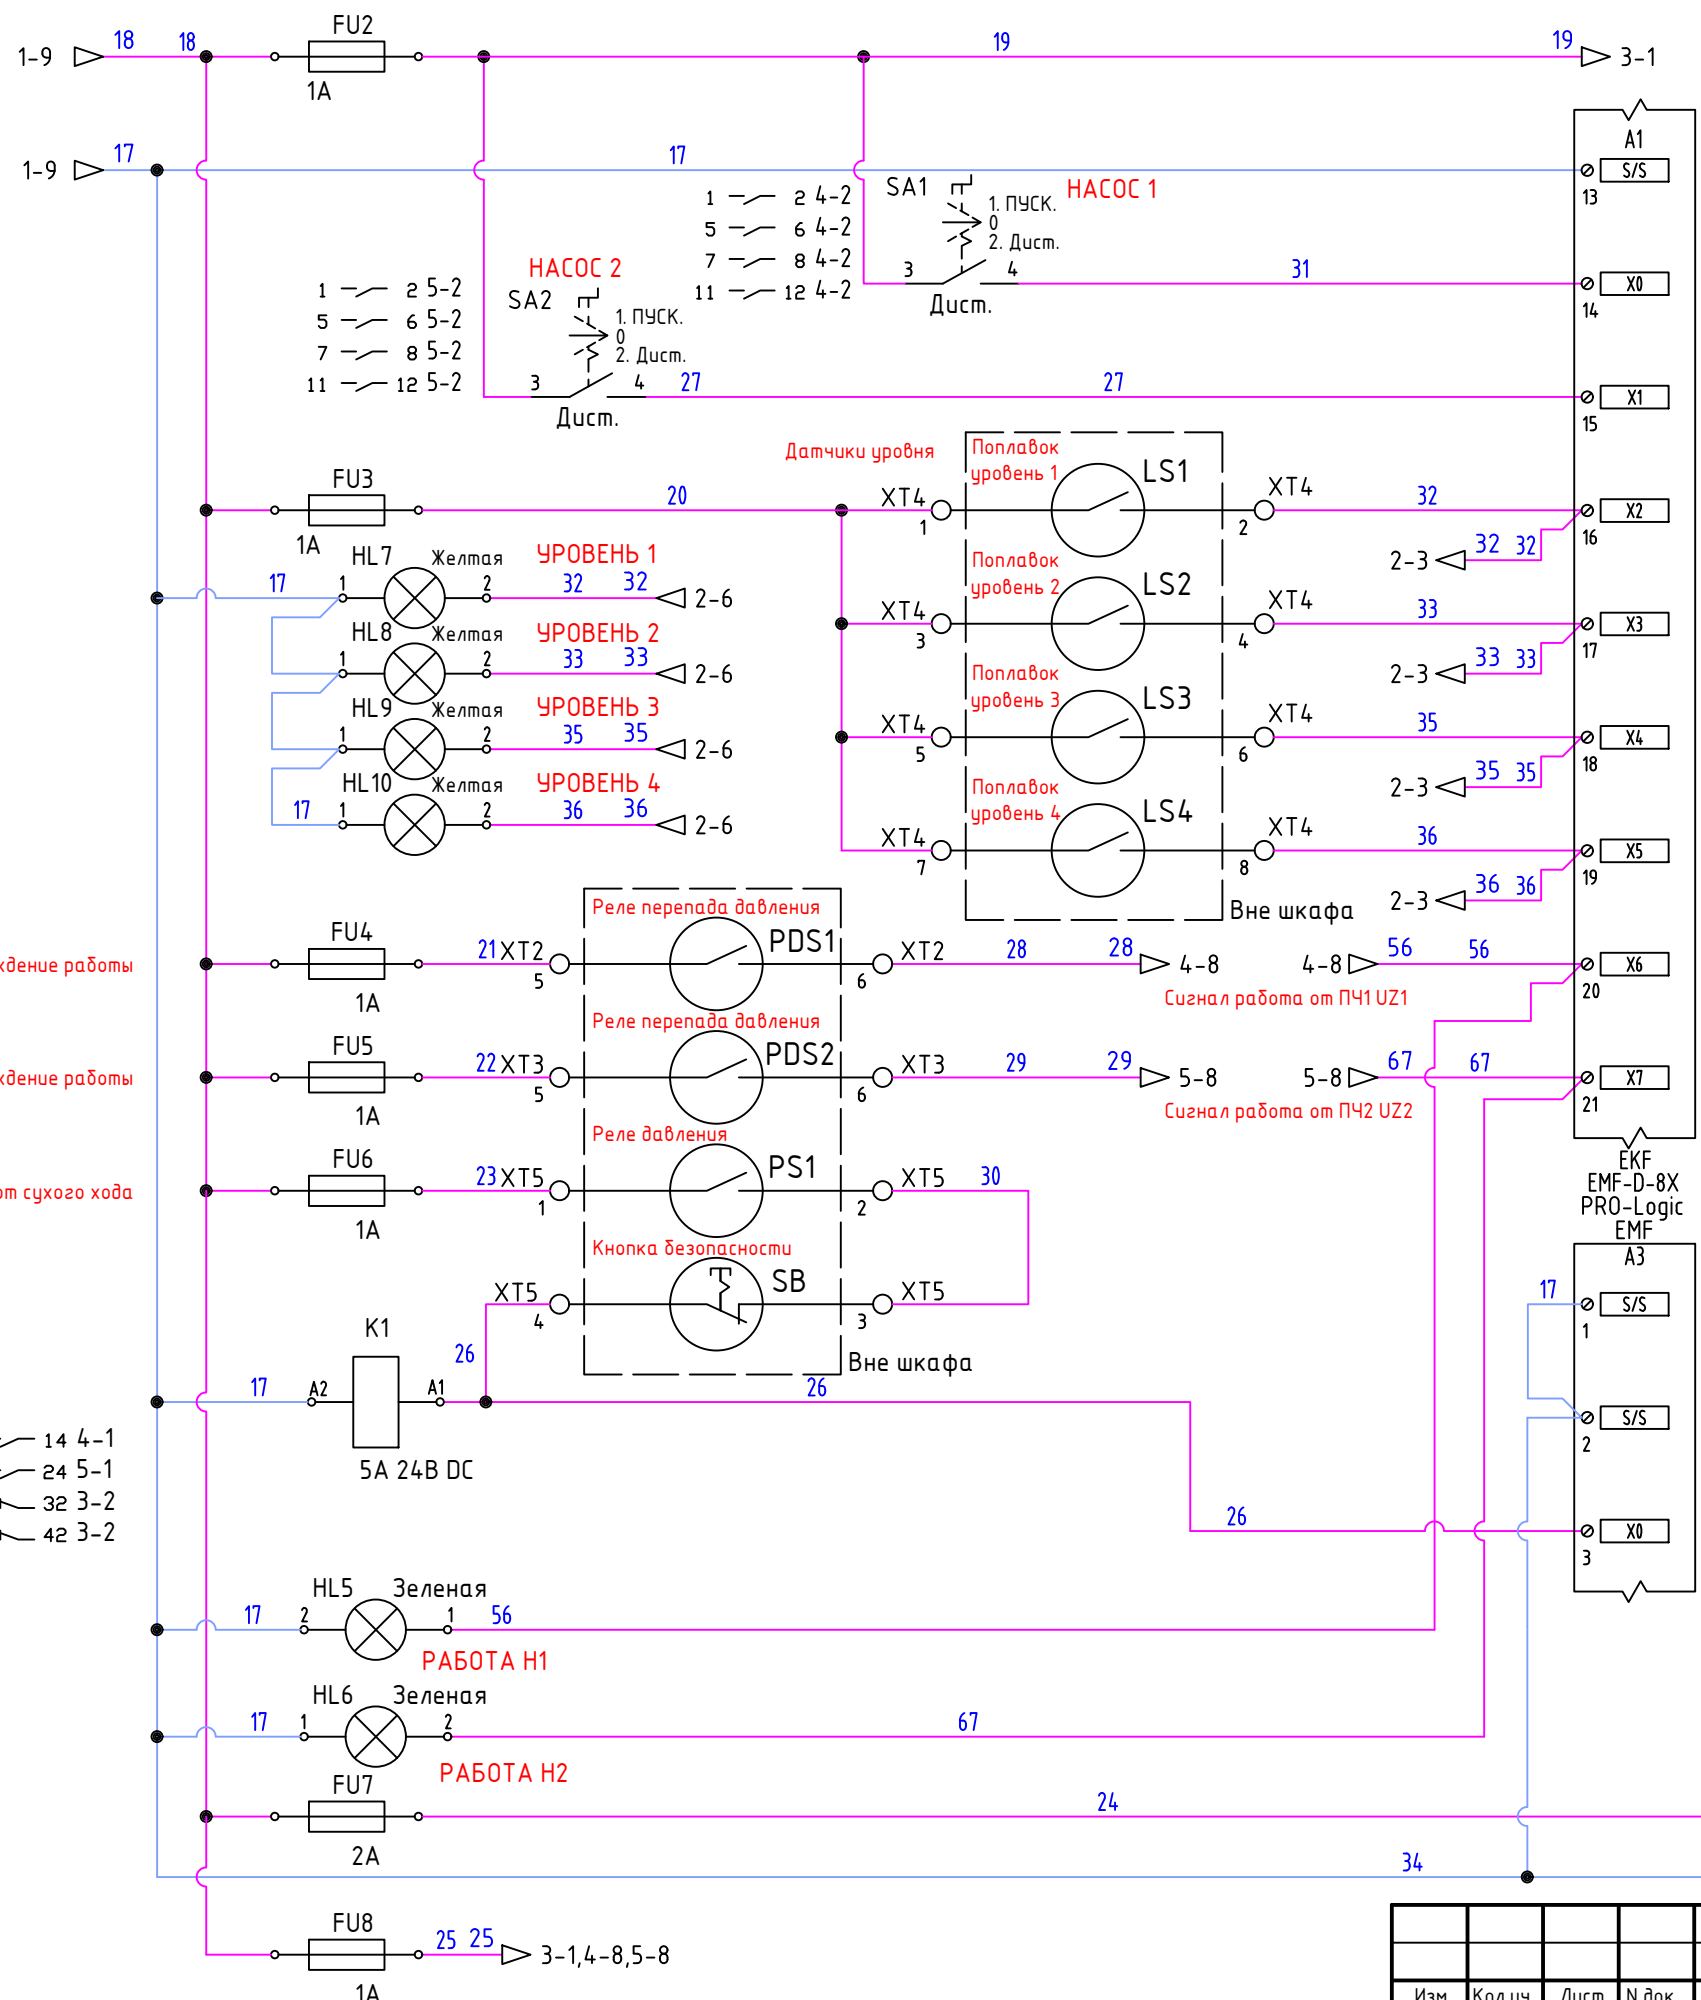 FU2
1-9 18 18 19 19 3-1
1A
A1
1-9 17 17 S/S
13
SA1 НАСОС 1
1 2 4-2
5 6 4-2
7 8 4-2
11 12 4-2
1. ПУСК.
0
2. Дист.
3 4 31 X0
Дист.
14
НАСОС 2
SA2
1 2 5-2
5 6 5-2
7 8 5-2
11 12 5-2
1. ПУСК.
0
2. Дист.
3 4 27 27 X1
Дист.
15
Датчики уровня
Поплавок
уровень 1
LS1
FU3 20 XT4 XT4 32 X2
1 2 16
1A
2-3 32 32
HL7 Желтая УРОВЕНЬ 1
17 1 2 32 32 2-6
Поплавок
уровень 2
LS2
XT4 XT4 33 X3
3 4 17
HL8 Желтая УРОВЕНЬ 2
1 2 33 33 2-6
2-3 33 33
Поплавок
уровень 3
LS3
HL9 Желтая УРОВЕНЬ 3
XT4 XT4 35 X4
1 2 35 35 2-6
5 6 18
HL10 Желтая УРОВЕНЬ 4
2-3 35 35
Поплавок
уровень 4
LS4
17 1 2 36 36 2-6
XT4 XT4 36 X5
7 8 19
2-3 36 36
Вне шкафа
Реле перепада давления
FU4 PDS1
ждение работы 21 XT2 XT2 28 28 4-8 4-8 56 56 X6
1A 5 6 20
Сигнал работа от ПЧ1 UZ1
Реле перепада давления
FU5 PDS2
ждение работы 22 XT3 XT3 29 29 5-8 5-8 67 67 X7
1A 5 6 21
Сигнал работа от ПЧ2 UZ2
Реле давления
FU6 PS1
от сухого хода 23 XT5 XT5 30
1A 1 2
EKF
EMF-D-8X
PRO-Logic
EMF
A3
Кнопка безопасности
SB
XT5 XT5 17 S/S
4 3 1
K1
26
Вне шкафа
17 A2 A1 26
S/S
2
5А 24В DC
14 4-1
24 5-1
32 3-2
42 3-2
26 X0
3
HL5 Зеленая
17 2 1 56
РАБОТА Н1
HL6 Зеленая
17 1 2 67
РАБОТА Н2
FU7
24
2A
34
FU8
25 25 3-1,4-8,5-8
1A
Изм. Кол.уч. Лист N док.